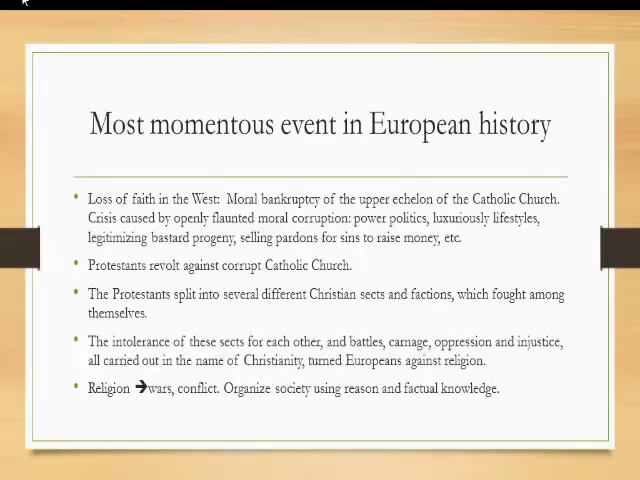 Most momentous event in European history
• Loss of faith in the West: Moral bankruptcy of the upper echelon of the Catholic Church.
Crisis caused by openly flaunted moral corruption: power politics, luxuriously lifestyles,
legitimizing bastard progeny, selling pardons for sins to raise money, etc.
• Protestants revolt against corrupt Catholic Church.
• The Protestants split into several different Christian sects and factions, which fought among
themselves.
• The intolerance of these sects for each other, and battles, carnage, oppression and injustice,
all carried out in the name of Christianity, turned Europeans against religion.
• Religion ➔wars, conflict. Organize society using reason and factual knowledge.